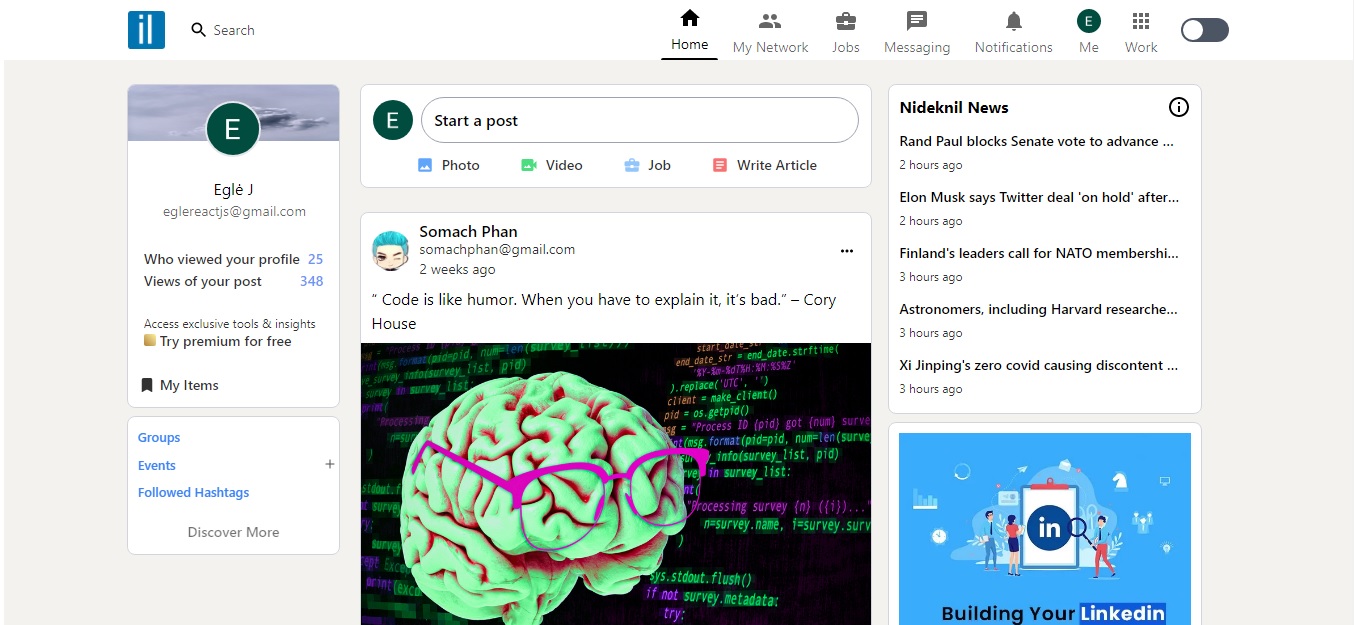 il
Search
Home
My Network
Jobs
Messaging
Notifications
E
Me
Work
E
Eglė J
eglereactjs@gmail.com
Who viewed your profile 25
Views of your post 348
Access exclusive tools & insights
Try premium for free
My Items
Groups
Events +
Followed Hashtags
Discover More
E
Start a post
Photo
Video
Job
Write Article
Somach Phan
somachphan@gmail.com
2 weeks ago
“ Code is like humor. When you have to explain it, it’s bad.” – Cory
House
start_date_str
end_date_str = end_date.strftime(
'%Y-%m-%dT%H:%M:%S%Z'
).replace('UTC', '')
client = make_client()
pid = os.getpid()
msg = "Process ID {pid} got {num} surve
(msg.format(pid=pid, num=len(surve
_info(survey_list, pid)
in survey_list:
"Processing survey {n} ({i})..."
n=survey.name, i=survey.surv
)
sys.stdout.flush()
if not survey.metadata:
try:
Nideknil News
Rand Paul blocks Senate vote to advance ...
2 hours ago
Elon Musk says Twitter deal 'on hold' after...
2 hours ago
Finland's leaders call for NATO membershi...
3 hours ago
Astronomers, including Harvard researche...
3 hours ago
Xi Jinping's zero covid causing discontent ...
3 hours ago
in
Building Your Linkedin